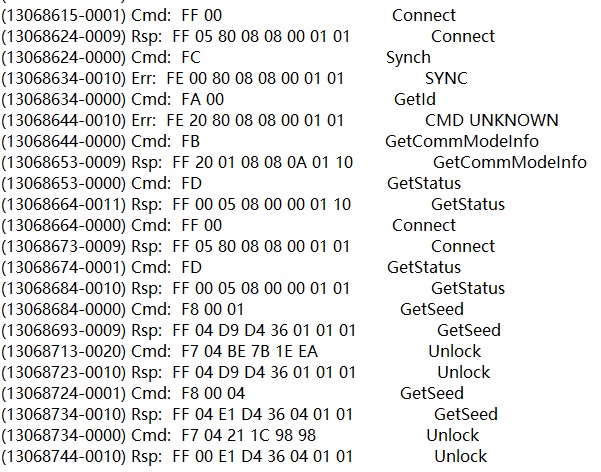 (13068615-0001) Cmd: FF 00 Connect
(13068624-0009) Rsp: FF 05 80 08 08 00 01 01 Connect
(13068624-0000) Cmd: FC Synch
(13068634-0010) Err: FE 00 80 08 08 00 01 01 SYNC
(13068634-0000) Cmd: FA 00 GetId
(13068644-0010) Err: FE 20 80 08 08 00 01 01 CMD UNKNOWN
(13068644-0000) Cmd: FB GetCommModeInfo
(13068653-0009) Rsp: FF 20 01 08 08 0A 01 10 GetCommModeInfo
(13068653-0000) Cmd: FD GetStatus
(13068664-0011) Rsp: FF 00 05 08 00 00 01 10 GetStatus
(13068664-0000) Cmd: FF 00 Connect
(13068673-0009) Rsp: FF 05 80 08 08 00 01 01 Connect
(13068674-0001) Cmd: FD GetStatus
(13068684-0010) Rsp: FF 00 05 08 00 00 01 01 GetStatus
(13068684-0000) Cmd: F8 00 01 GetSeed
(13068693-0009) Rsp: FF 04 D9 D4 36 01 01 01 GetSeed
(13068713-0020) Cmd: F7 04 BE 7B 1E EA Unlock
(13068723-0010) Rsp: FF 04 D9 D4 36 01 01 01 Unlock
(13068724-0001) Cmd: F8 00 04 GetSeed
(13068734-0010) Rsp: FF 04 E1 D4 36 04 01 01 GetSeed
(13068734-0000) Cmd: F7 04 21 1C 98 98 Unlock
(13068744-0010) Rsp: FF 00 E1 D4 36 04 01 01 Unlock